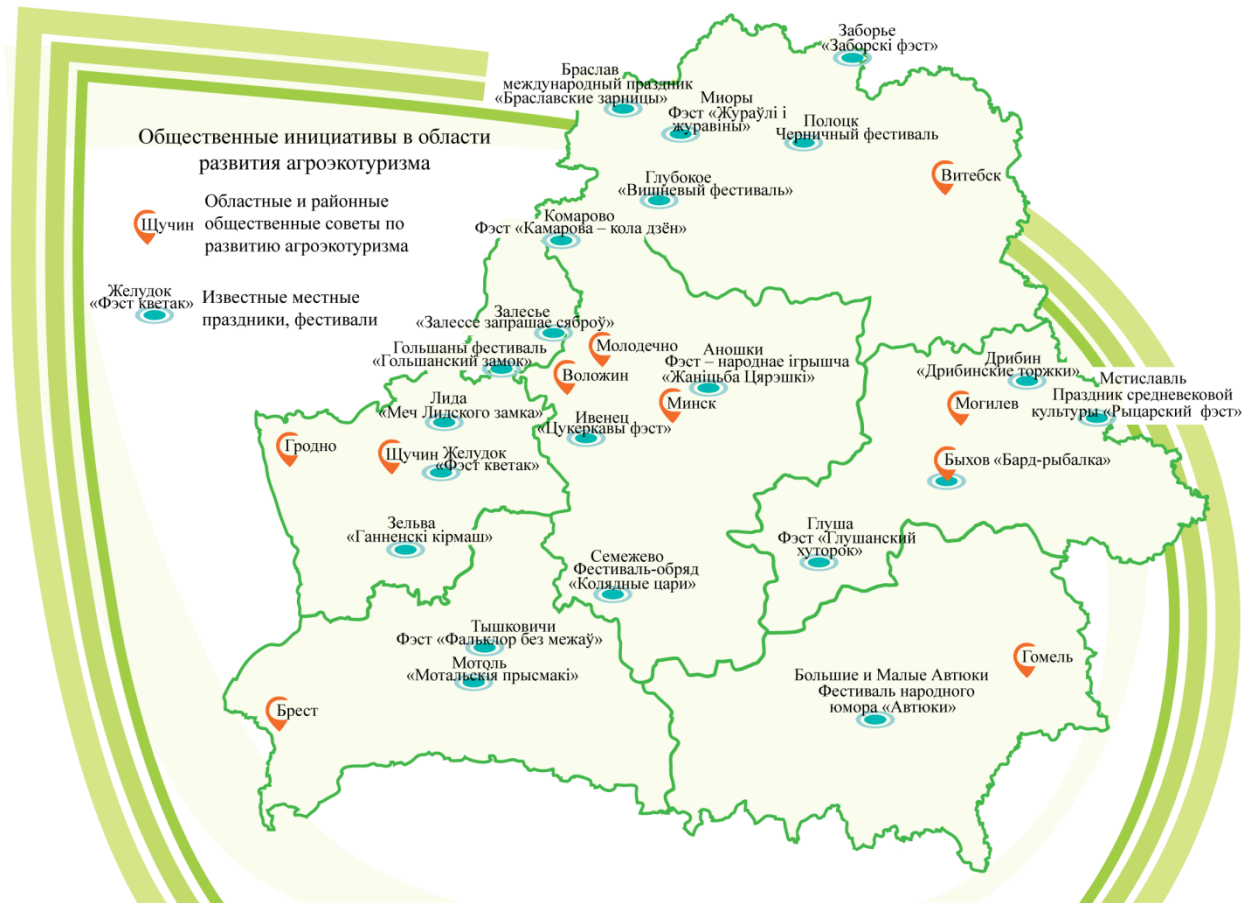 Общественные инициативы в области
развития агроэкотуризма
Щучин
Областные и районные
общественные советы по
развитию агроэкотуризма
Желудок
«Фэст кветак»
Известные местные
праздники, фестивали
Заборье
«Заборскі фэст»
Браслав
международный праздник
«Браславские зарницы»
Миоры
Фэст «Жураўлі і
журавіны»
Полоцк
Черничный фестиваль
Витебск
Глубокое
«Вишневый фестиваль»
Комарово
Фэст «Камарова – кола дзён»
Залесье
«Залессе запрашае сяброў»
Молодечно
Гольшаны фестиваль
«Гольшанский замок»
Воложин
Аношки
Фэст – народнае ігрышча
«Жаніцьба Цярэшкі»
Минск
Дрибин
«Дрибинские торжки»
Мстиславль
Праздник средневековой
культуры «Рыцарский фэст»
Могилев
Лида
«Меч Лидского замка»
Ивенец
«Цукеркавы фэст»
Гродно
Щучин
Желудок
«Фэст кветак»
Быхов «Бард-рыбалка»
Зельва
«Ганненскі кірмаш»
Глуша
Фэст «Глушанский
хуторок»
Семежево
Фестиваль-обряд
«Колядные цари»
Тышковичи
Фэст «Фальклор без межаў»
Мотоль
«Мотальскія прысмакі»
Гомель
Большие и Малые Автюки
Фестиваль народного
юмора «Автюки»
Брест